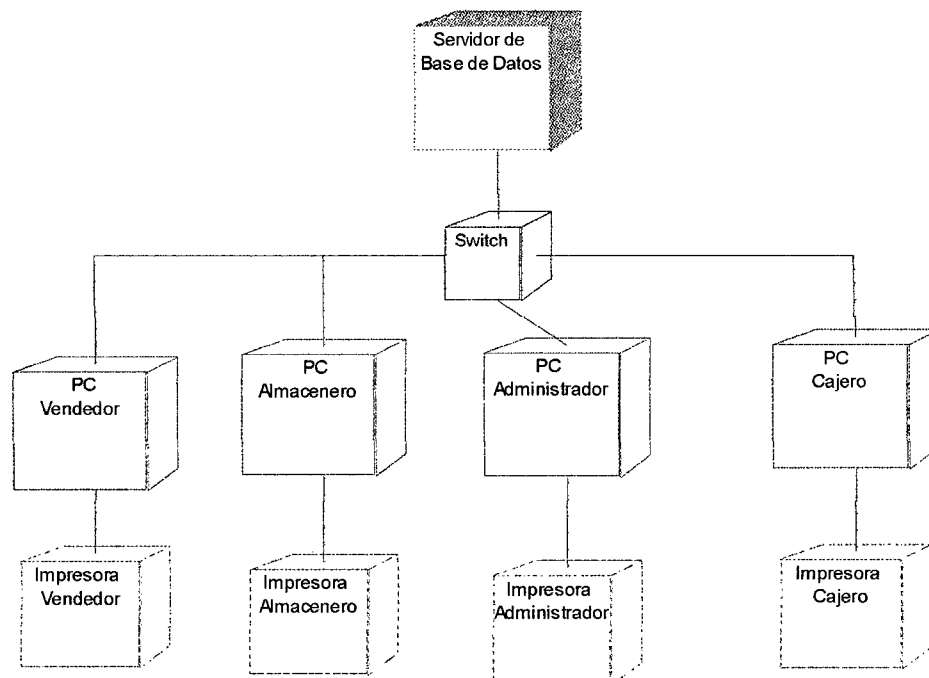 Servidor de
Base de Datos
Switch
PC
Vendedor
PC
Almacenero
PC
Administrador
PC
Cajero
Impresora
Vendedor
Impresora
Almacenero
Impresora
Administrador
Impresora
Cajero